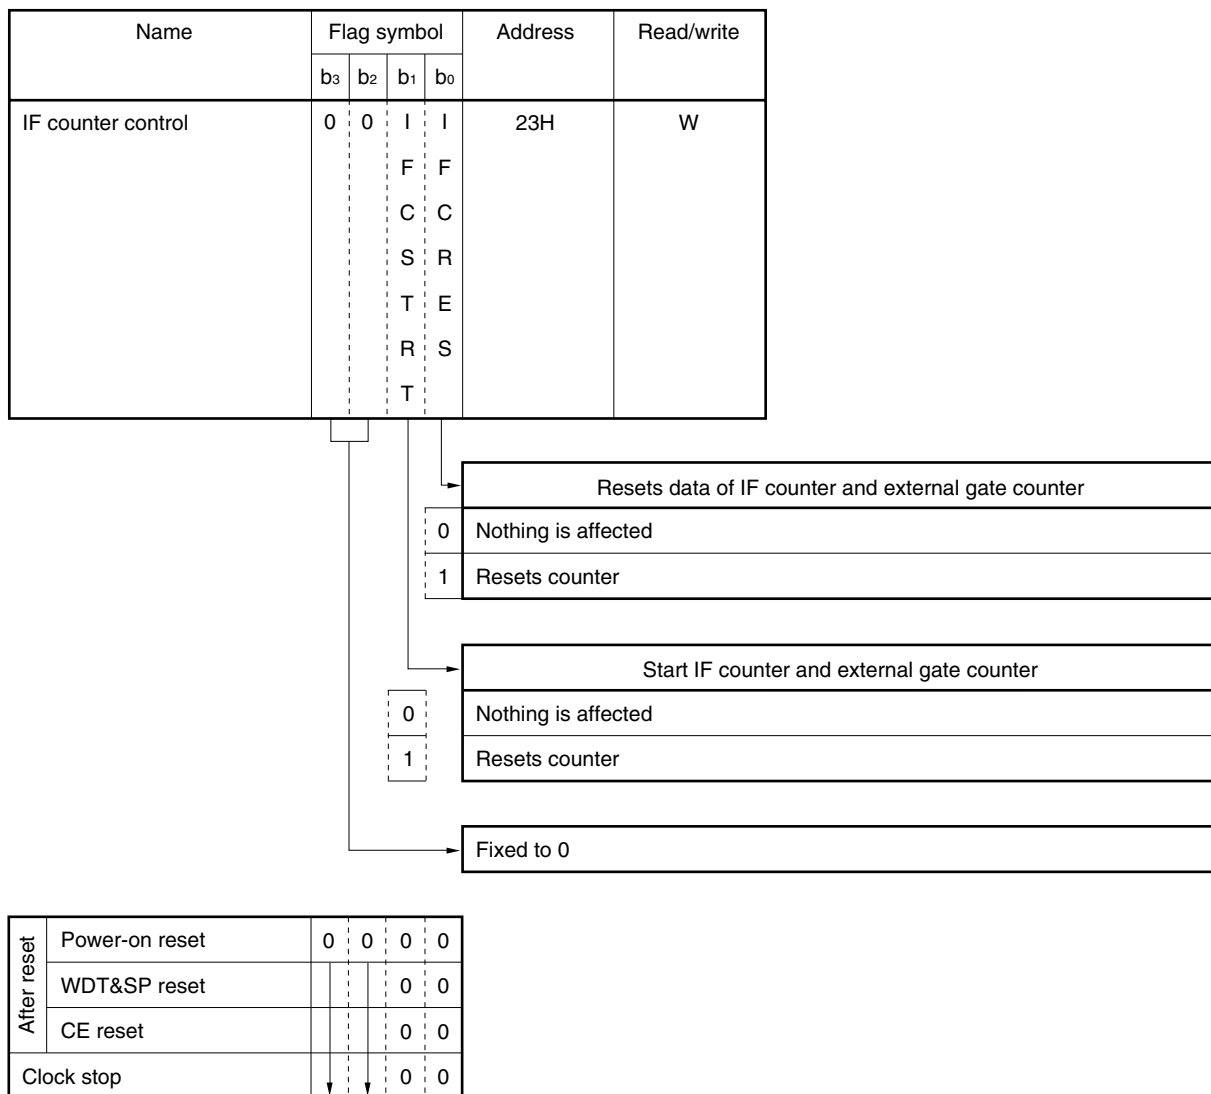 Name Flag symbol Address Read/write
b3 b2 b1 b0
IF counter control 0 0 I I 23H W
F F
C C
S R
T E
R S
T
Resets data of IF counter and external gate counter
0 Nothing is affected
1 Resets counter
Start IF counter and external gate counter
0 Nothing is affected
1 Resets counter
Fixed to 0
After reset
Power-on reset 0 0 0 0
WDT&SP reset 0 0
CE reset 0 0
Clock stop 0 0